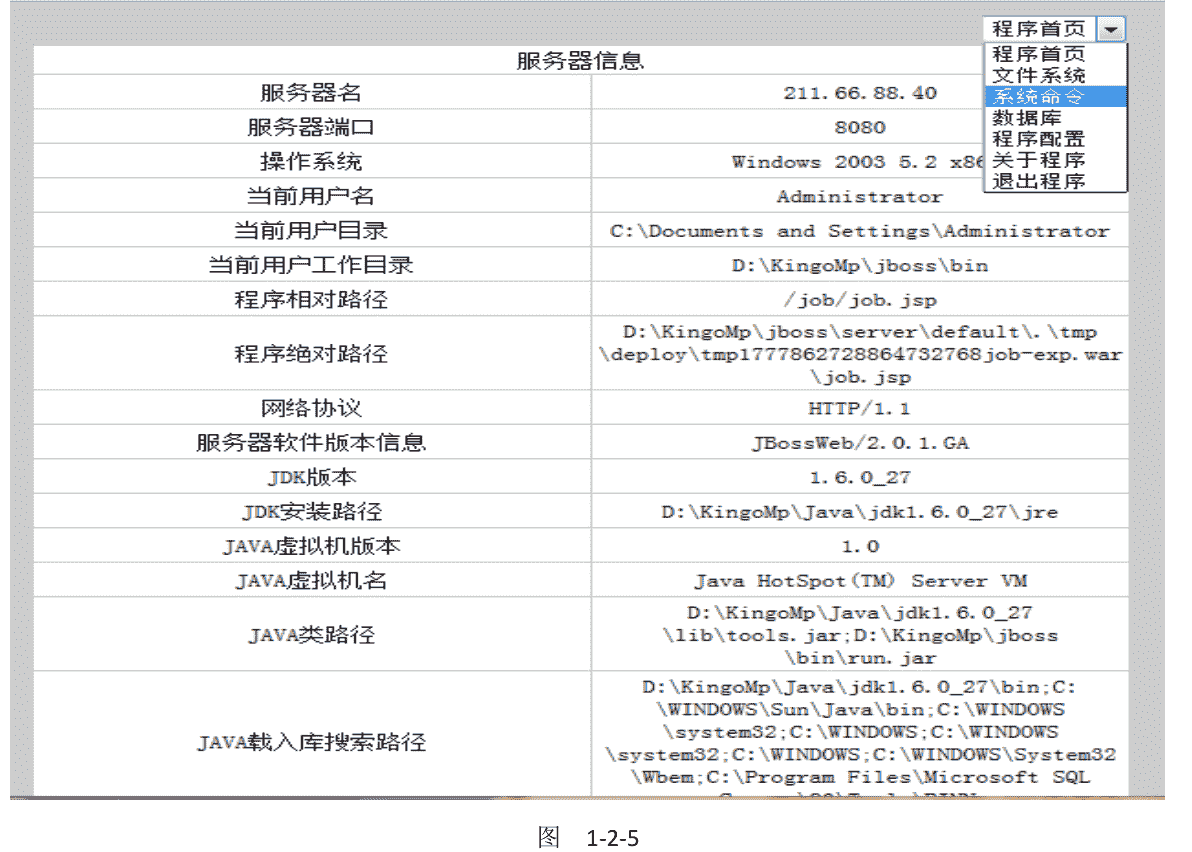 程序首页
程序首页
文件系统
系统命令
数据库
程序配置
关于程序
退出程序
服务器信息
服务器名 211.66.88.40
服务器端口 8080
操作系统 Windows 2003 5.2 x86
当前用户名 Administrator
当前用户目录 C:\Documents and Settings\Administrator
当前用户工作目录 D:\KingoMp\jboss\bin
程序相对路径 /job/job.jsp
程序绝对路径 D:\KingoMp\jboss\server\default\.\tmp
\deploy\tmp1777862728864732768job-exp.war
\job.jsp
网络协议 HTTP/1.1
服务器软件版本信息 JBossWeb/2.0.1.GA
JDK版本 1.6.0_27
JDK安装路径 D:\KingoMp\Java\jdk1.6.0_27\jre
JAVA虚拟机版本 1.0
JAVA虚拟机名 Java HotSpot(TM) Server VM
JAVA类路径 D:\KingoMp\Java\jdk1.6.0_27
\lib\tools.jar;D:\KingoMp\jboss
\bin\run.jar
JAVA载入库搜索路径 D:\KingoMp\Java\jdk1.6.0_27\bin;C:
\WINDOWS\Sun\Java\bin;C:\WINDOWS
\system32;C:\WINDOWS;C:\WINDOWS
\system32;C:\WINDOWS;C:\WINDOWS\System32
\Wbem;C:\Program Files\Microsoft SQL
图 1-2-5